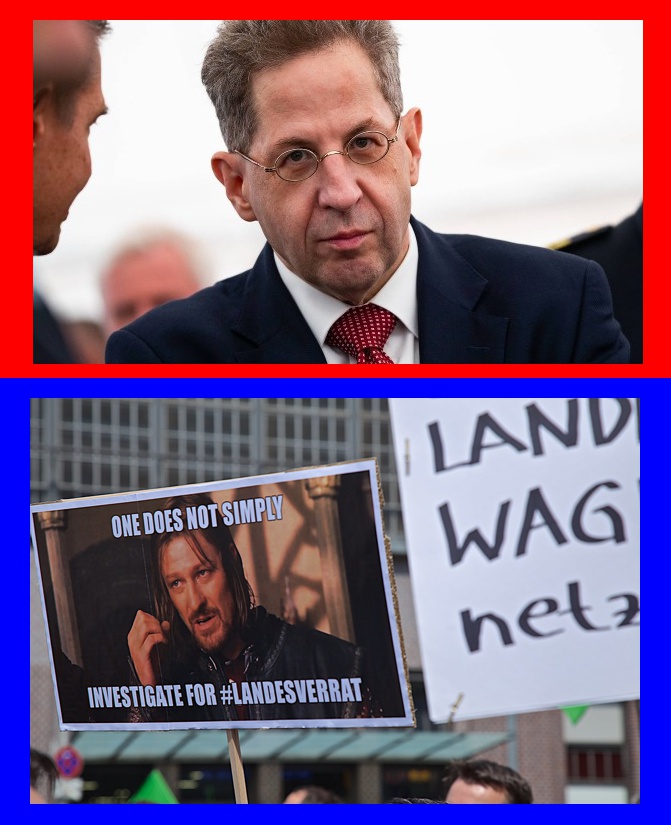 ONE DOES NOT SIMPLY
INVESTIGATE FOR #LANDESVERRAT
LAND
WAG
netz